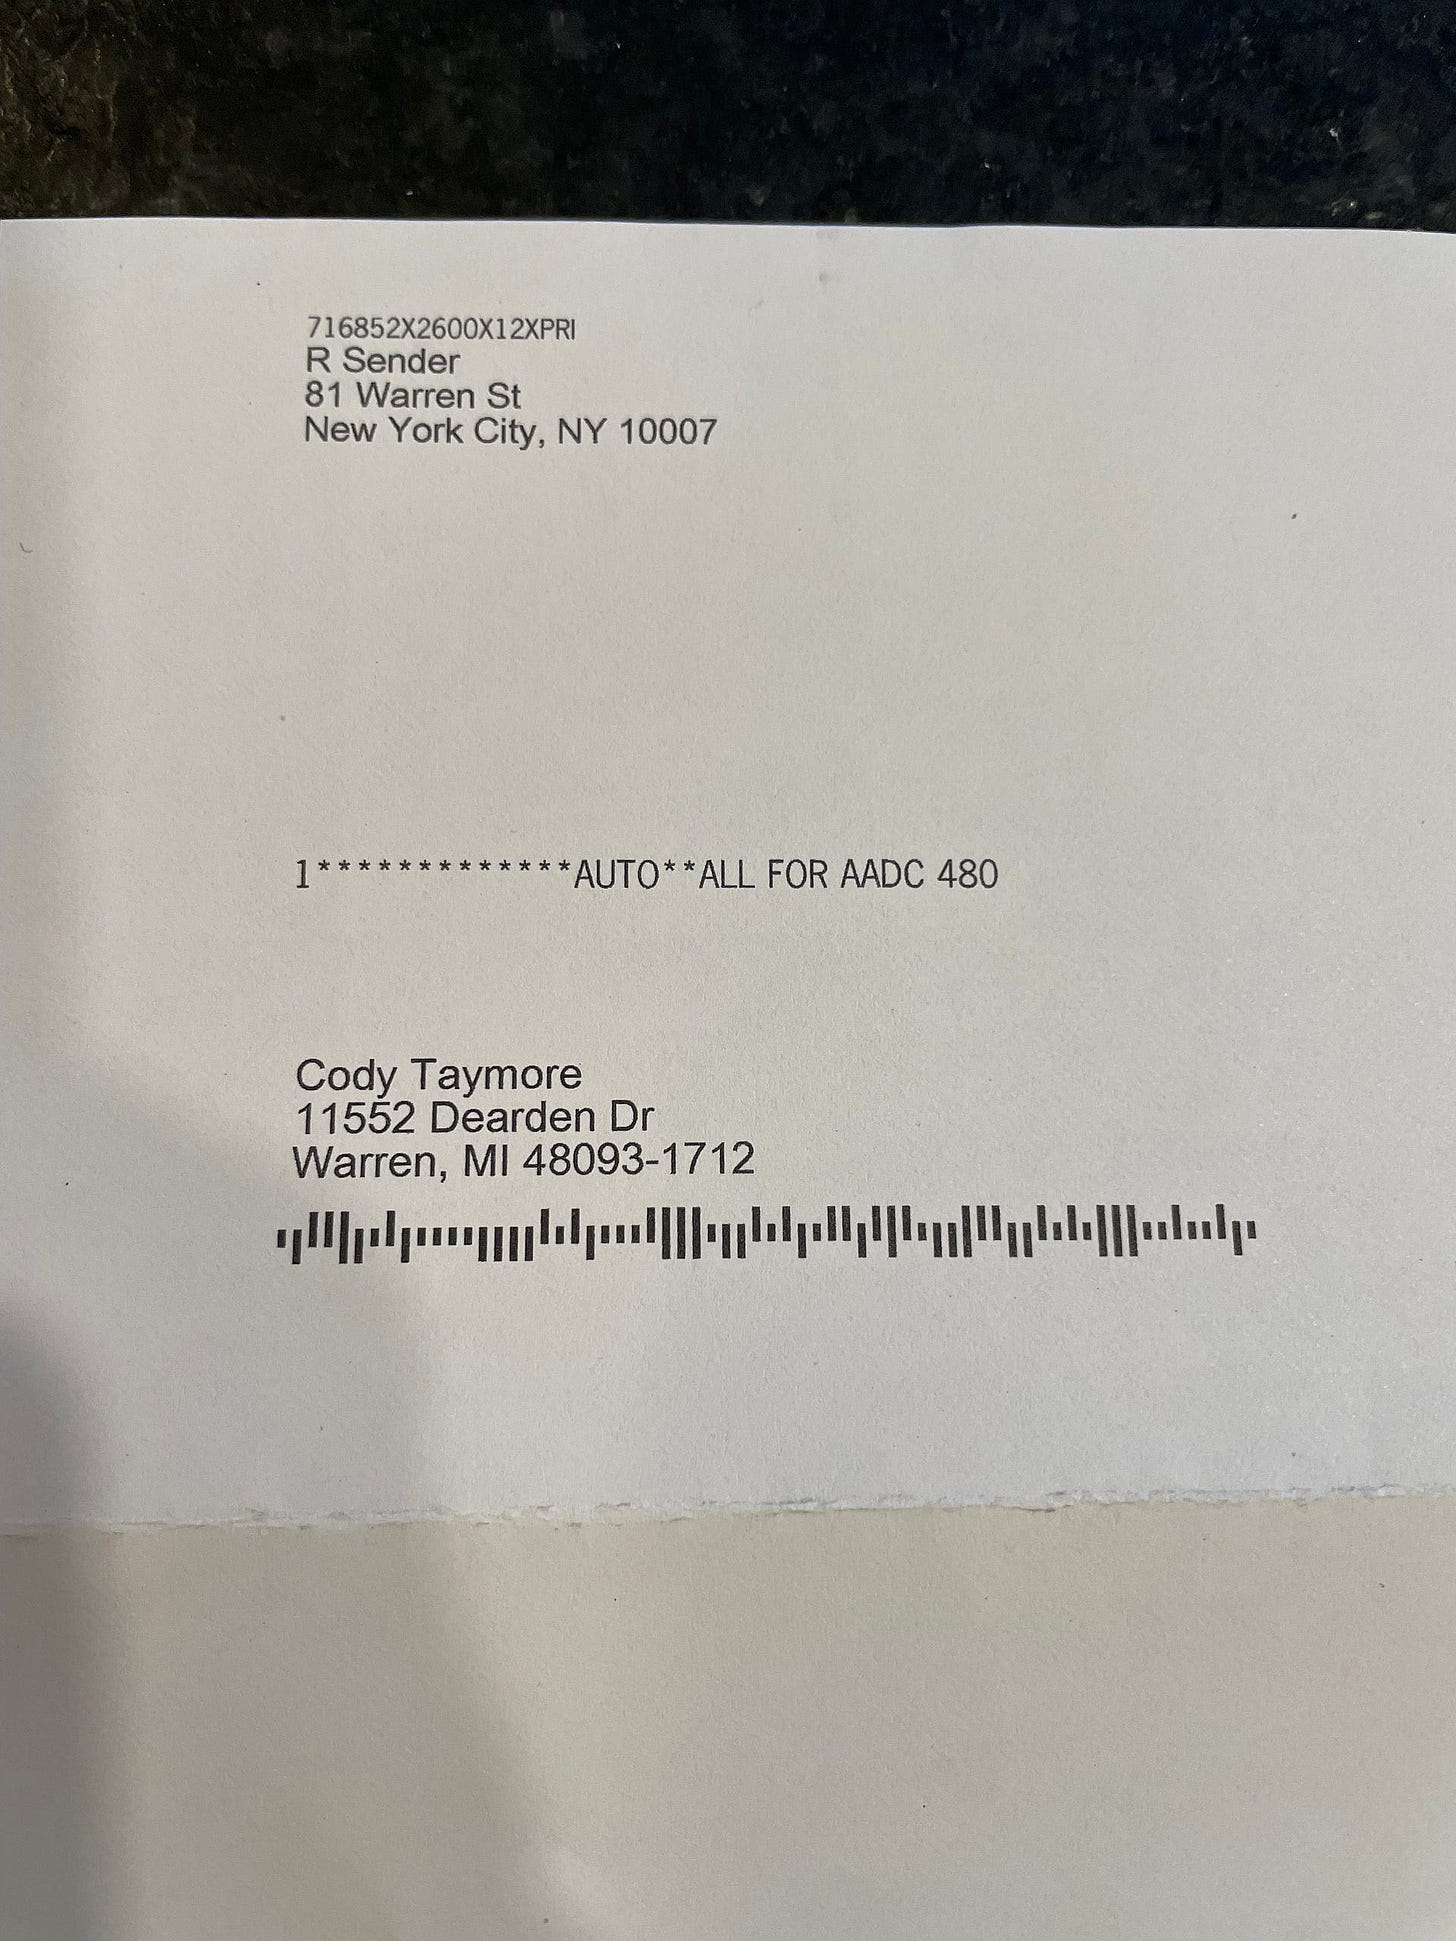 716852X2600X12XPRI
R Sender
81 Warren St
New York City, NY 10007
1*************AUTO**ALL FOR AADC 480
Cody Taymore
11552 Dearden Dr
Warren, MI 48093-1712